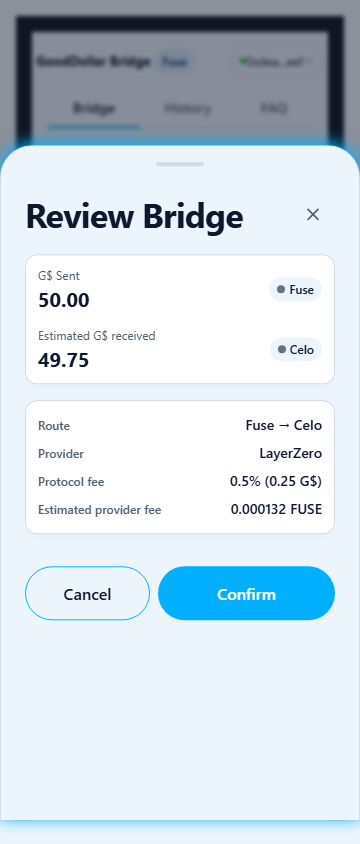 GoodDollar Bridge Fuse
Bridge History FAQ
Review Bridge
G$ Sent
50.00 Fuse
Estimated G$ received
49.75 Celo
Route Fuse → Celo
Provider LayerZero
Protocol fee 0.5% (0.25 G$)
Estimated provider fee 0.000132 FUSE
Cancel Confirm